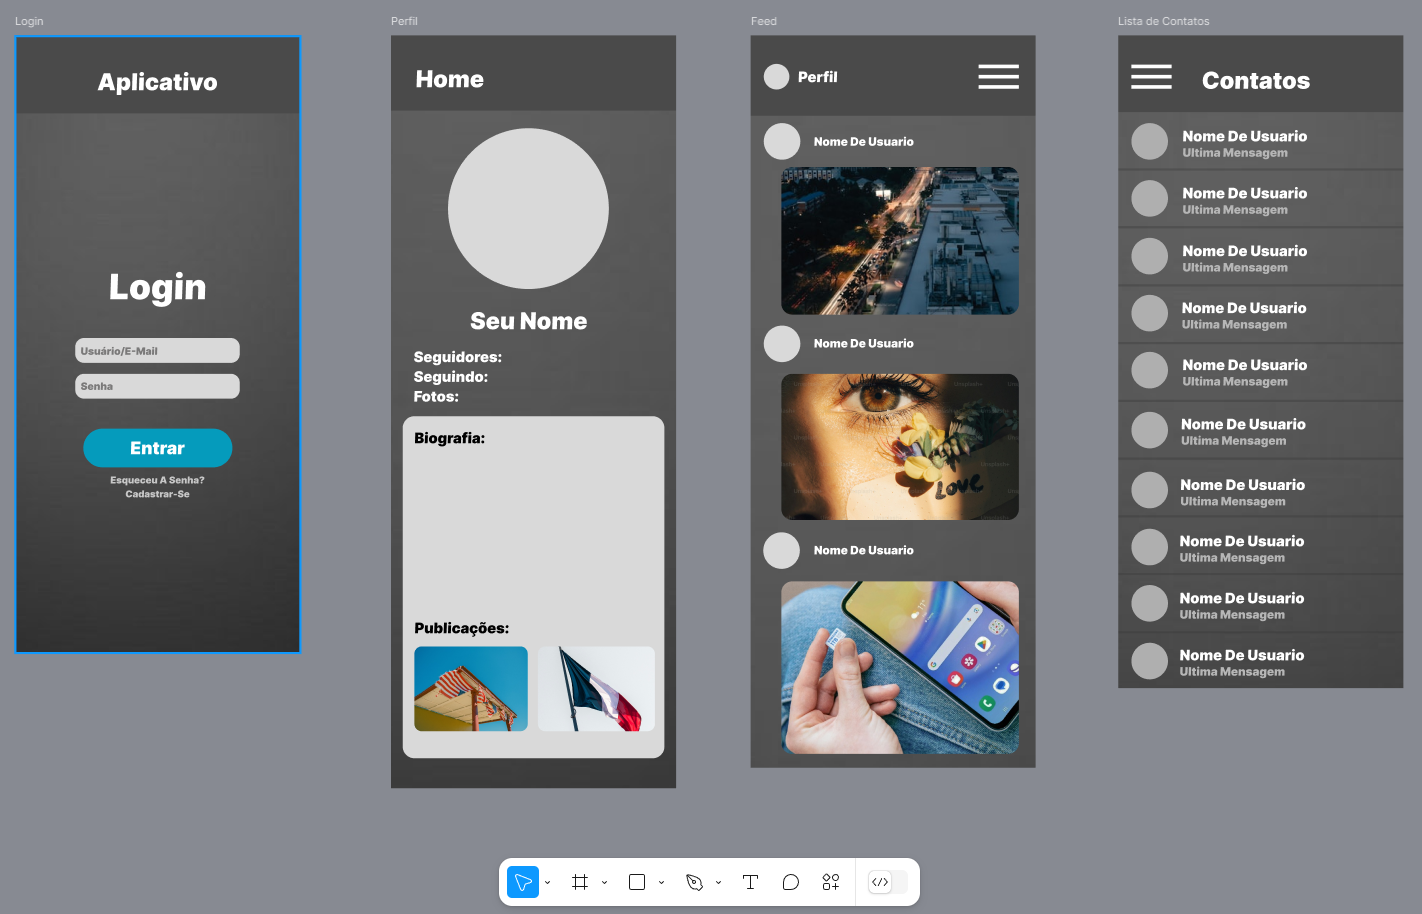 Login
Aplicativo
Login
Usuário/E-Mail
Senha
Entrar
Esqueceu A Senha?
Cadastrar-Se
Perfil
Home
Seu Nome
Seguidores:
Seguindo:
Fotos:
Biografia:
Publicações:
Feed
Perfil
Nome De Usuario
Nome De Usuario
LOVE
Nome De Usuario
Lista de Contatos
Contatos
Nome De Usuario
Ultima Mensagem
Nome De Usuario
Ultima Mensagem
Nome De Usuario
Ultima Mensagem
Nome De Usuario
Ultima Mensagem
Nome De Usuario
Ultima Mensagem
Nome De Usuario
Ultima Mensagem
Nome De Usuario
Ultima Mensagem
Nome De Usuario
Ultima Mensagem
Nome De Usuario
Ultima Mensagem
Nome De Usuario
Ultima Mensagem